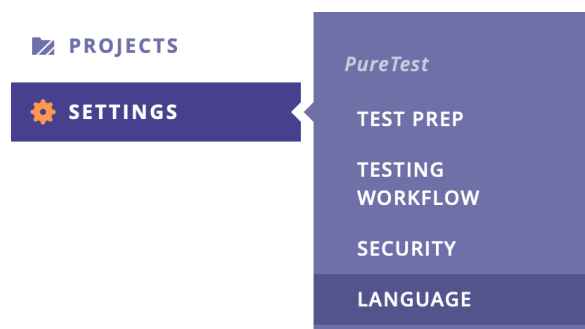 PROJECTS
SETTINGS
PureTest
TEST PREP
TESTING
WORKFLOW
SECURITY
LANGUAGE